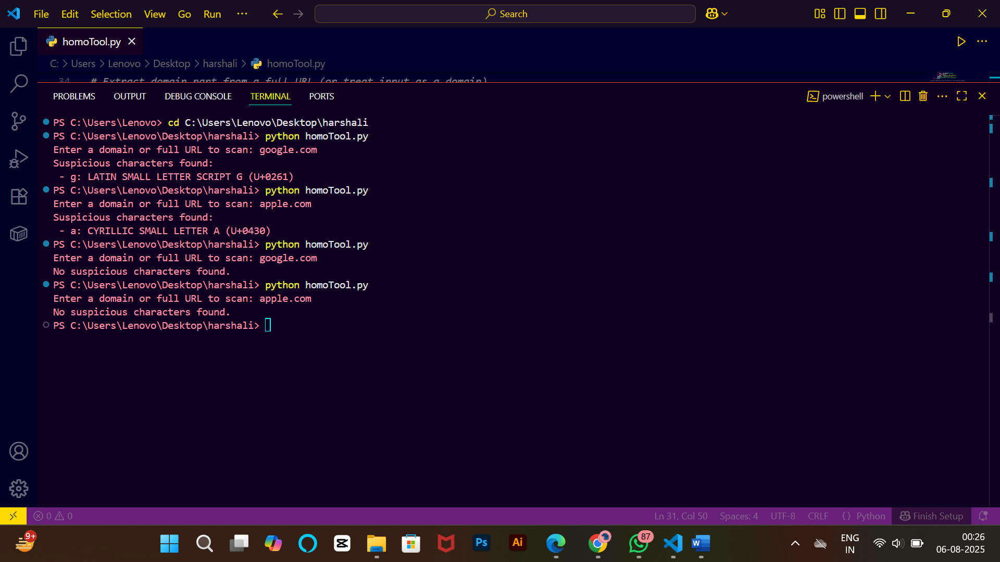 File Edit Selection View Go Run ··· Search
homoTool.py
C: > Users > Lenovo > Desktop > harshali > homoTool.py
34 # Extract domain part from a full URL (or treat input as a domain)
PROBLEMS OUTPUT DEBUG CONSOLE TERMINAL PORTS powershell
PS C:\Users\Lenovo> cd C:\Users\Lenovo\Desktop\harshali
PS C:\Users\Lenovo\Desktop\harshali> python homoTool.py
Enter a domain or full URL to scan: ɡoogle.com
Suspicious characters found:
- ɡ: LATIN SMALL LETTER SCRIPT G (U+0261)
PS C:\Users\Lenovo\Desktop\harshali> python homoTool.py
Enter a domain or full URL to scan: аpple.com
Suspicious characters found:
- а: CYRILLIC SMALL LETTER A (U+0430)
PS C:\Users\Lenovo\Desktop\harshali> python homoTool.py
Enter a domain or full URL to scan: google.com
No suspicious characters found.
PS C:\Users\Lenovo\Desktop\harshali> python homoTool.py
Enter a domain or full URL to scan: apple.com
No suspicious characters found.
PS C:\Users\Lenovo\Desktop\harshali>
0 0 Ln 31, Col 50 Spaces: 4 UTF-8 CRLF {} Python Finish Setup
9+ Ps Ai 87 W ENG 00:26
IN 06-08-2025